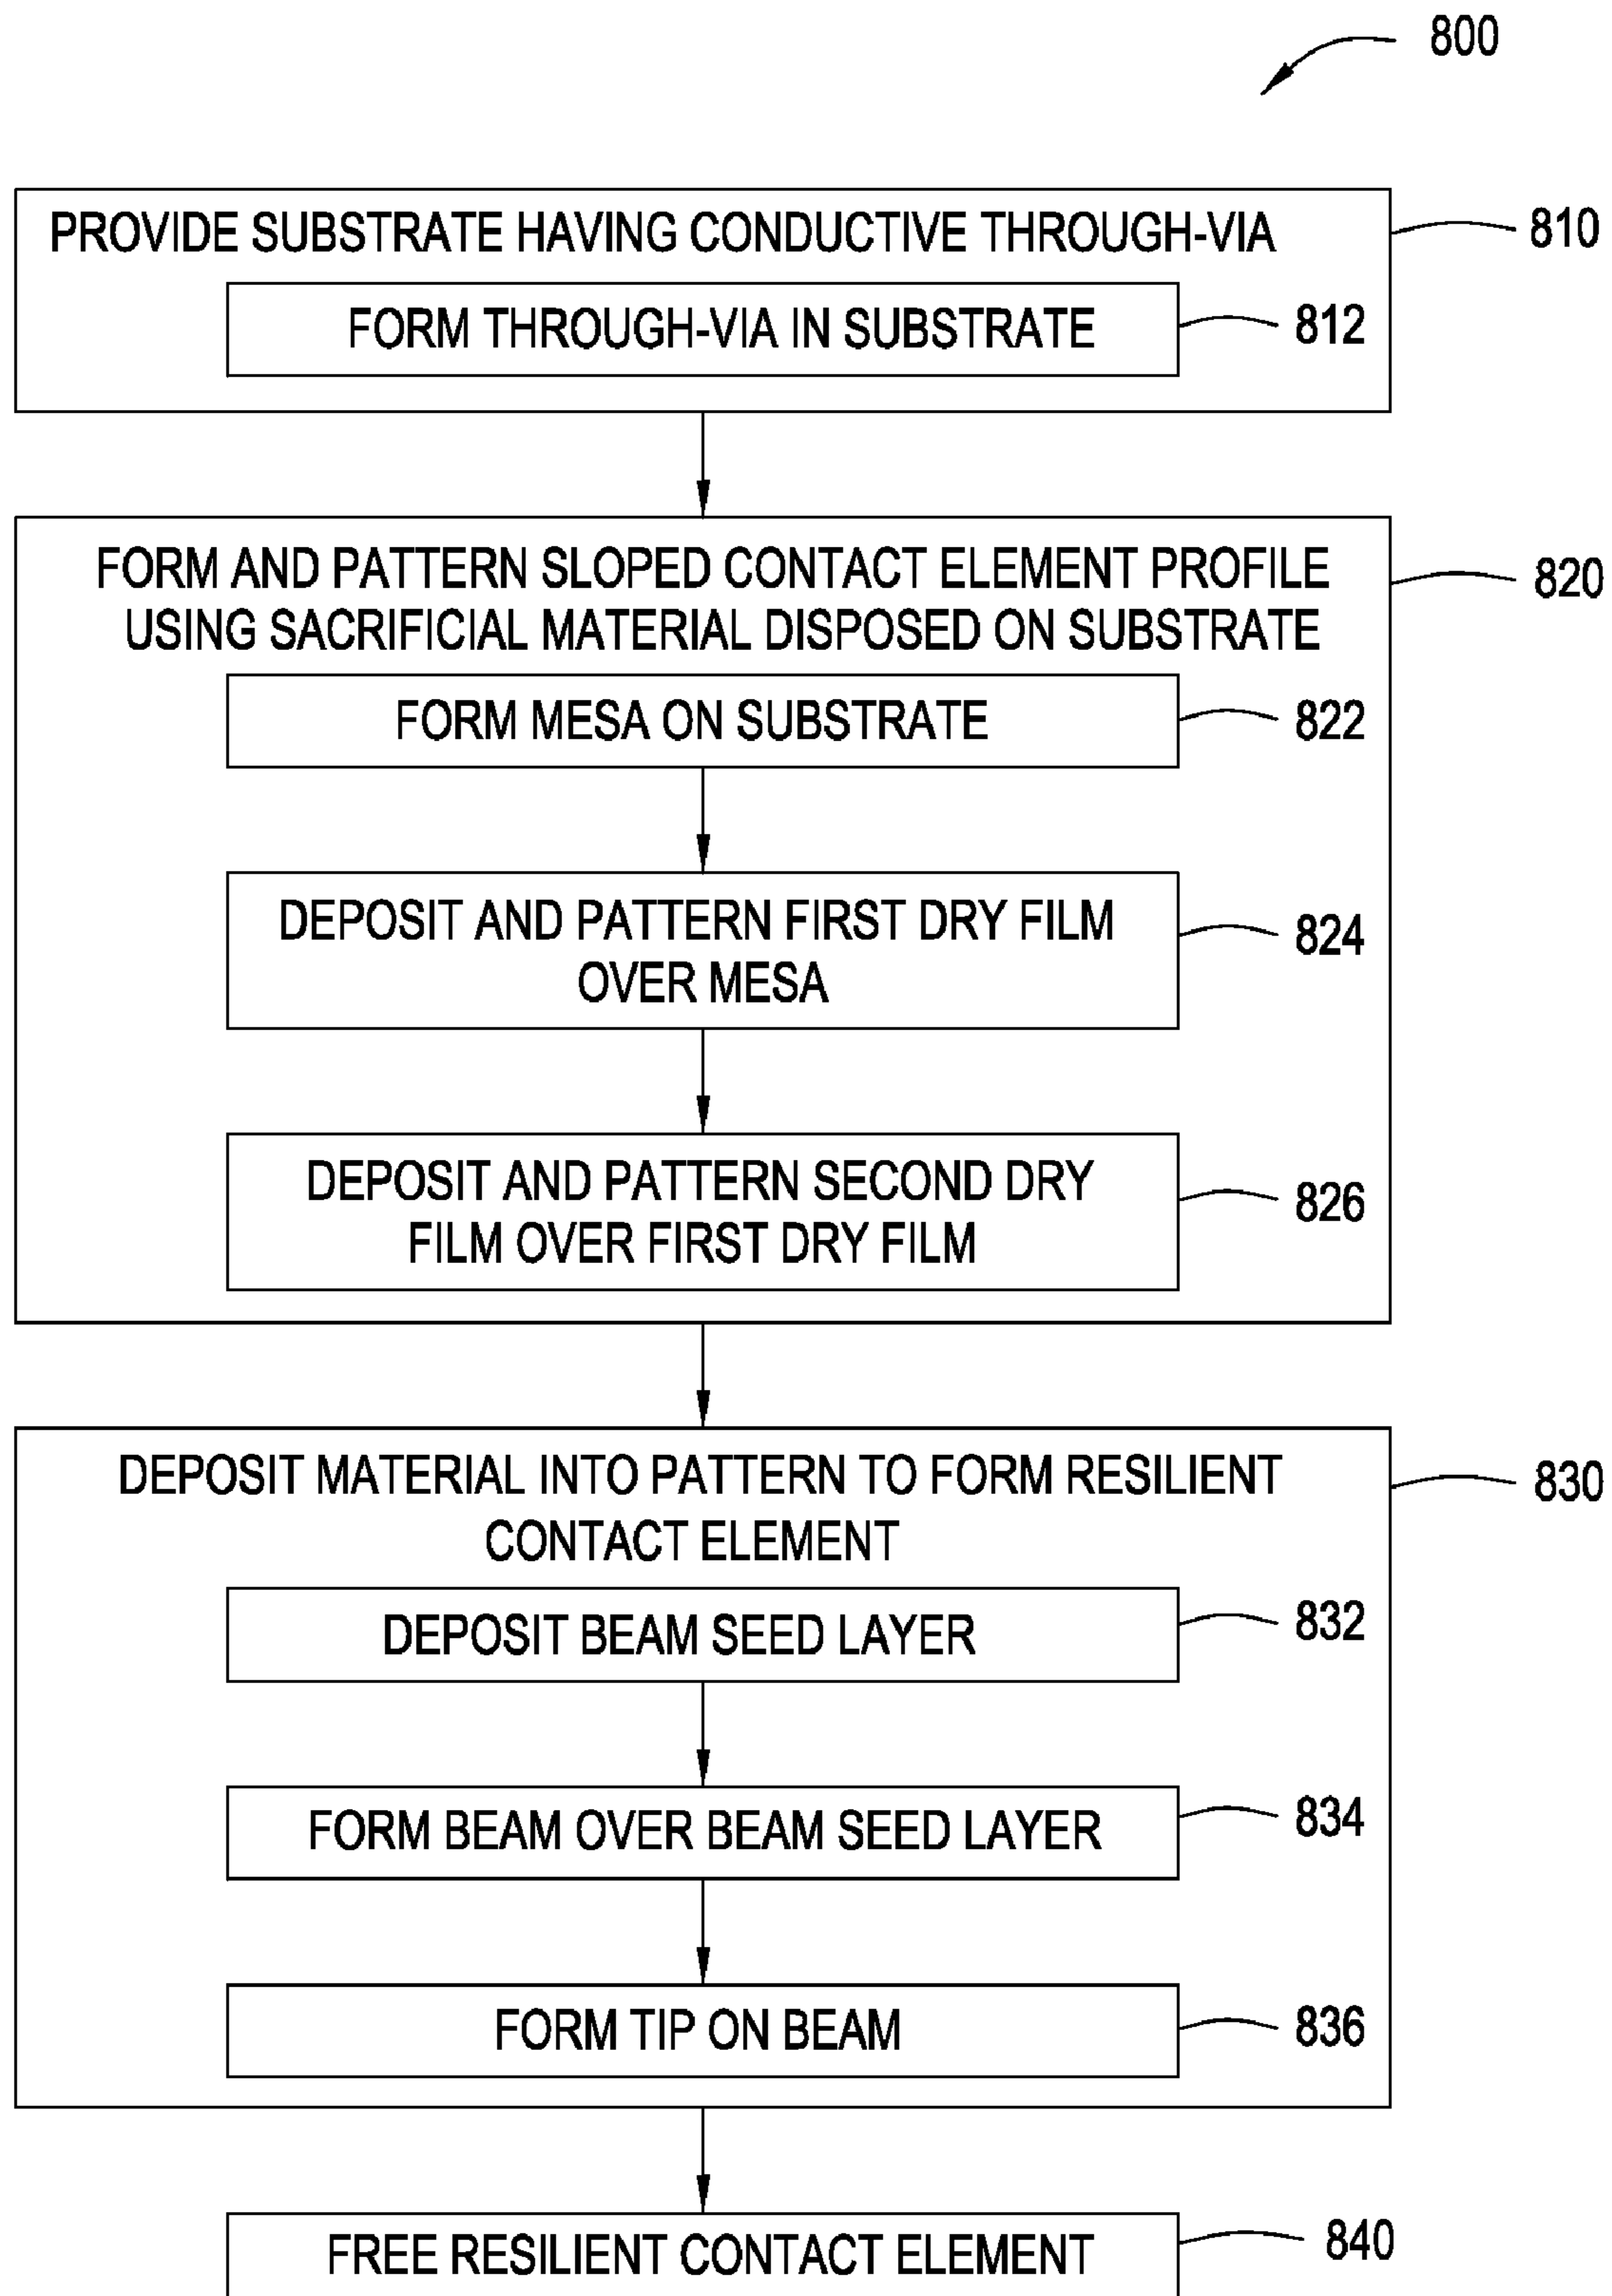 800
PROVIDE SUBSTRATE HAVING CONDUCTIVE THROUGH-VIA
810
FORM THROUGH-VIA IN SUBSTRATE
812
FORM AND PATTERN SLOPED CONTACT ELEMENT PROFILE
USING SACRIFICIAL MATERIAL DISPOSED ON SUBSTRATE
820
FORM MESA ON SUBSTRATE
822
DEPOSIT AND PATTERN FIRST DRY FILM
OVER MESA
824
DEPOSIT AND PATTERN SECOND DRY
FILM OVER FIRST DRY FILM
826
DEPOSIT MATERIAL INTO PATTERN TO FORM RESILIENT
CONTACT ELEMENT
830
DEPOSIT BEAM SEED LAYER
832
FORM BEAM OVER BEAM SEED LAYER
834
FORM TIP ON BEAM
836
FREE RESILIENT CONTACT ELEMENT
840